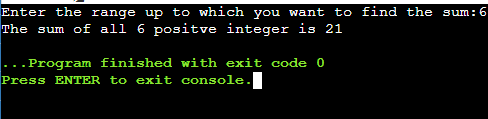 Enter the range up to which you want to find the sum:6
The sum of all 6 positve integer is 21
...Program finished with exit code 0
Press ENTER to exit console.